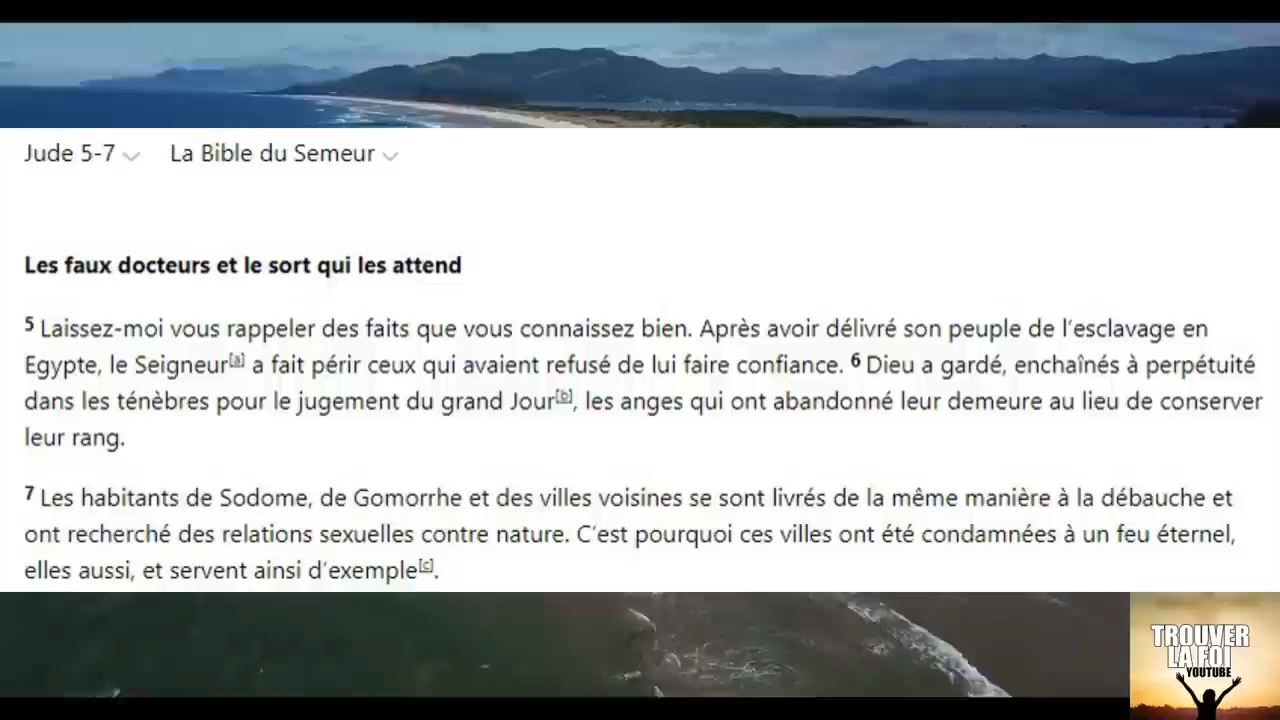 Jude 5-7 La Bible du Semeur
Les faux docteurs et le sort qui les attend
5 Laissez-moi vous rappeler des faits que vous connaissez bien. Après avoir délivré son peuple de l'esclavage en
Egypte, le Seigneur[a] a fait périr ceux qui avaient refusé de lui faire confiance. 6 Dieu a gardé, enchaînés à perpétuité
dans les ténèbres pour le jugement du grand Jour[b], les anges qui ont abandonné leur demeure au lieu de conserver
leur rang.
7 Les habitants de Sodome, de Gomorrhe et des villes voisines se sont livrés de la même manière à la débauche et
ont recherché des relations sexuelles contre nature. C'est pourquoi ces villes ont été condamnées à un feu éternel,
elles aussi, et servent ainsi d'exemple[c].
TROUVER
LA FOI
YOUTUBE